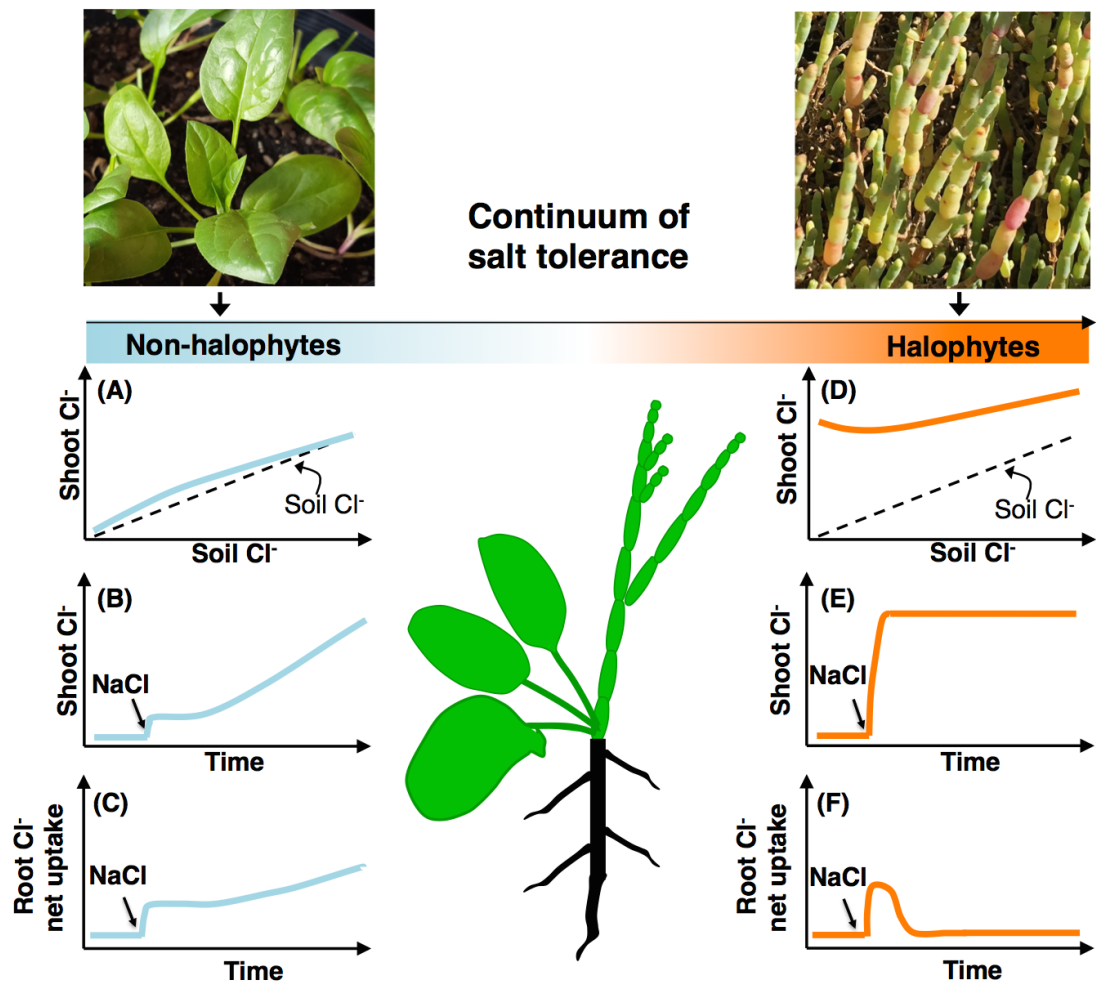 Continuum of
salt tolerance
Non-halophytes
Halophytes
(A)
Shoot Cl-
Soil Cl-
Soil Cl-
(B)
Shoot Cl-
NaCl
Time
(C)
Root Cl-
net uptake
NaCl
Time
(D)
Shoot Cl-
Soil Cl-
Soil Cl-
(E)
Shoot Cl-
NaCl
Time
(F)
Root Cl-
net uptake
NaCl
Time